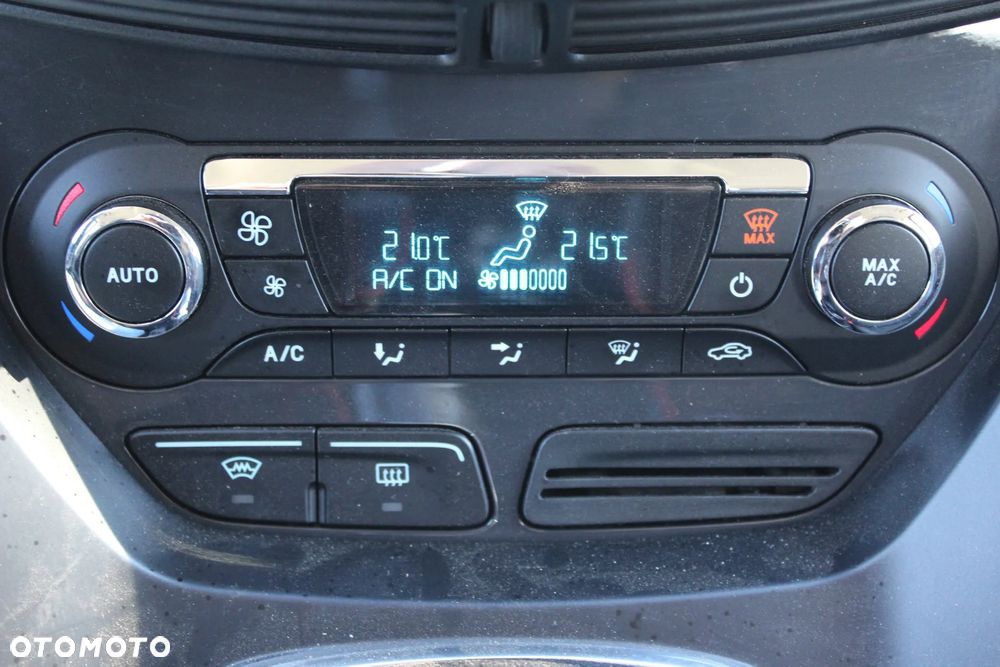 21.0°C 21.5°C
A/C ON
AUTO
MAX
MAX
A/C
A/C
OTOMOTO